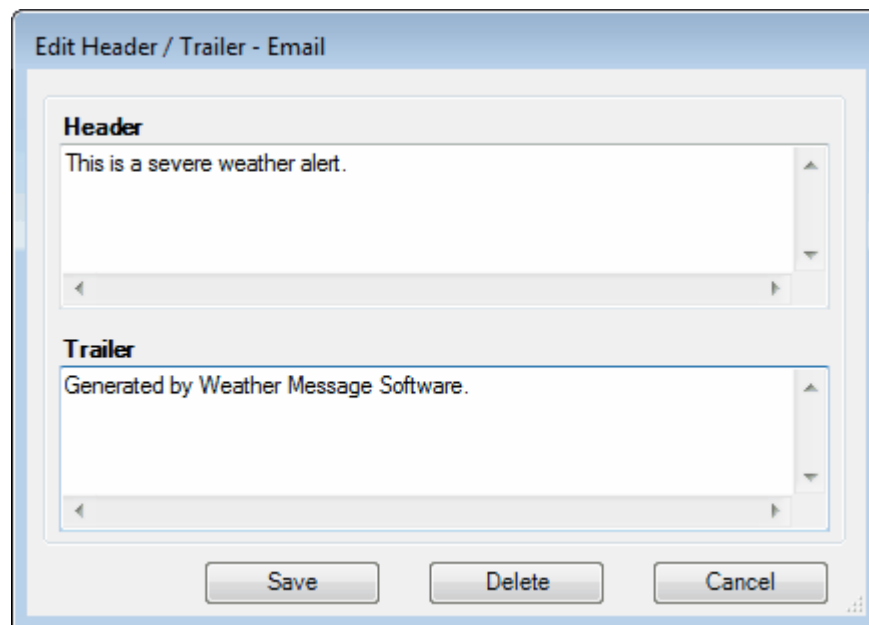 Edit Header / Trailer - Email
Header
This is a severe weather alert.
Trailer
Generated by Weather Message Software.
Save Delete Cancel